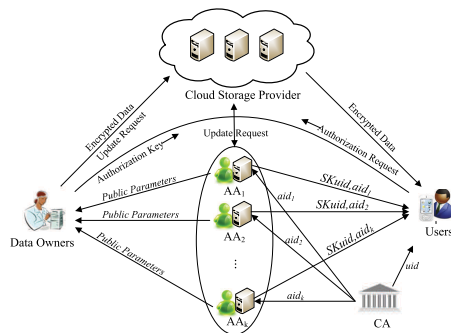 Cloud Storage Provider
Encrypted Data
Update Request
Authorization Key
Update Request
Encrypted Data
Authorization Request
Public Parameters
AA1
aid1
SKuid,aid1
Public Parameters
AA2
aid2
SKuid,aid2
Data Owners
Users
Public Parameters
⋮
SKuid,aidk
uid
aidk
AAk
CA